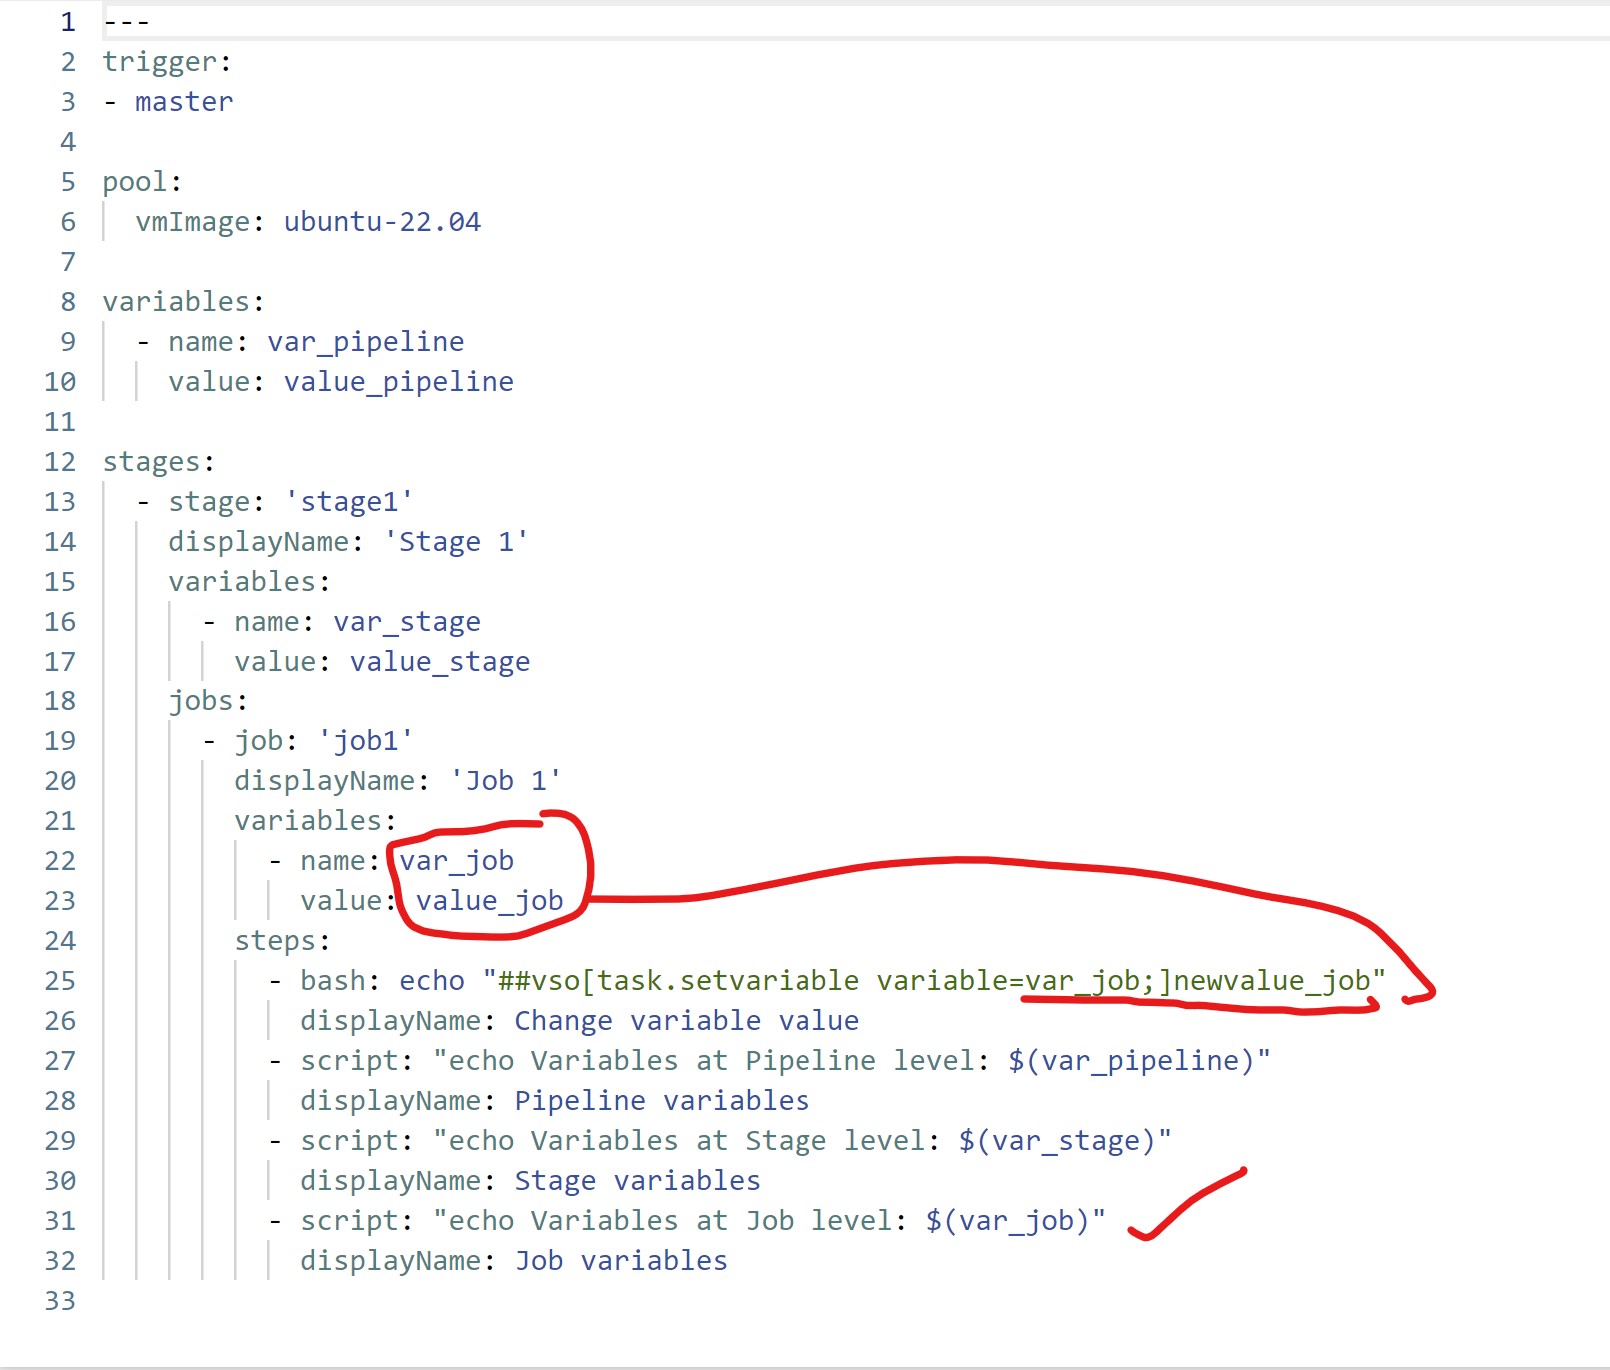 1 ---
2 trigger:
3 - master
4
5 pool:
6   vmImage: ubuntu-22.04
7
8 variables:
9   - name: var_pipeline
10     value: value_pipeline
11
12 stages:
13   - stage: 'stage1'
14     displayName: 'Stage 1'
15     variables:
16       - name: var_stage
17         value: value_stage
18     jobs:
19       - job: 'job1'
20         displayName: 'Job 1'
21         variables:
22           - name: var_job
23             value: value_job
24         steps:
25           - bash: echo "##vso[task.setvariable variable=var_job;]newvalue_job"
26             displayName: Change variable value
27           - script: "echo Variables at Pipeline level: $(var_pipeline)"
28             displayName: Pipeline variables
29           - script: "echo Variables at Stage level: $(var_stage)"
30             displayName: Stage variables
31           - script: "echo Variables at Job level: $(var_job)"
32             displayName: Job variables
33